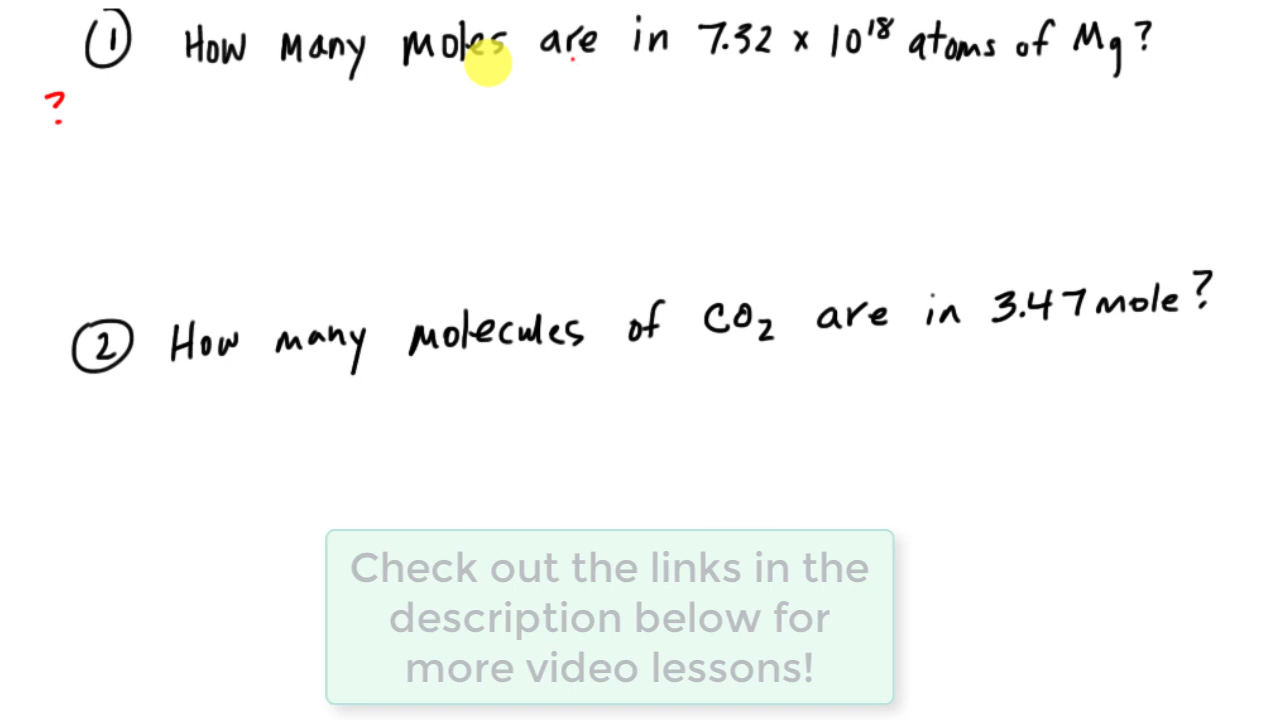 ① How many moles are in 7.32 × 10¹⁸ atoms of Mg?
?
② How many molecules of CO₂ are in 3.47 mole?
Check out the links in the
description below for
more video lessons!